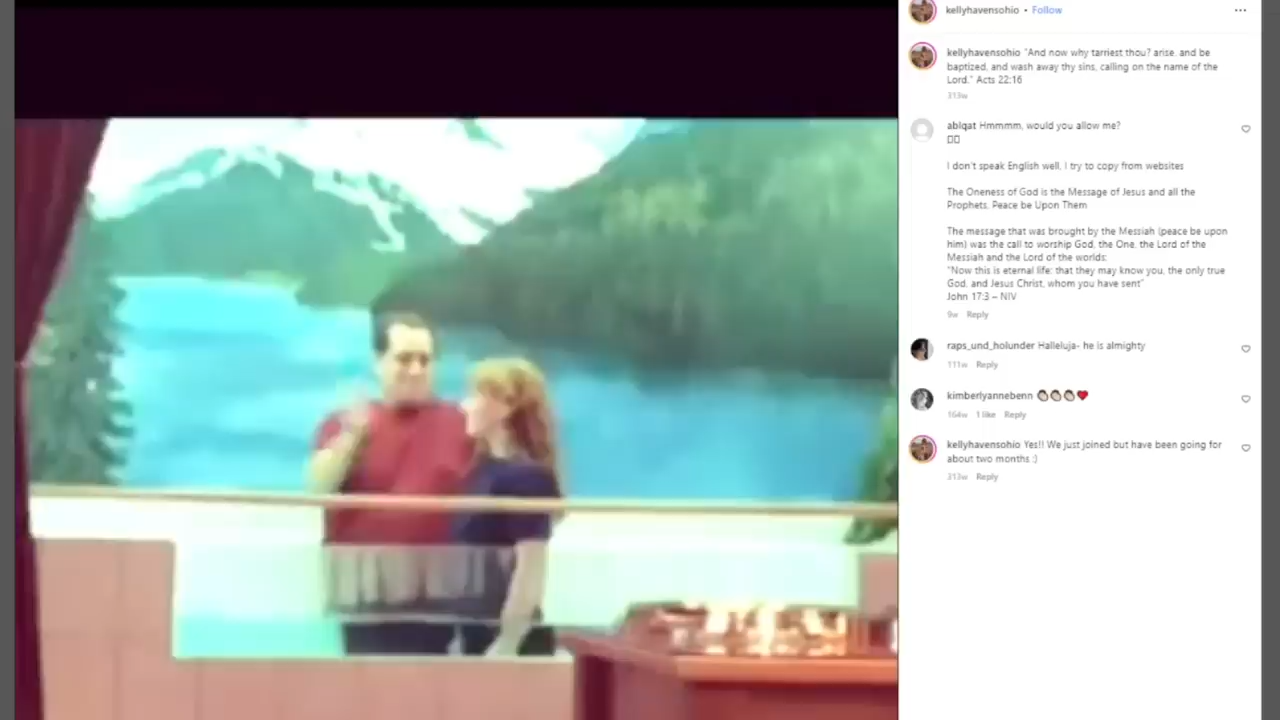 kellyhavensohio • Follow
kellyhavensohio "And now why tarriest thou? arise, and be
baptized, and wash away thy sins, calling on the name of the
Lord." Acts 22:16
313w
abiqat Hmmmm, would you allow me?
I don't speak English well, I try to copy from websites
The Oneness of God is the Message of Jesus and all the
Prophets, Peace be Upon Them
The message that was brought by the Messiah (peace be upon
him) was the call to worship God, the One, the Lord of the
Messiah and the Lord of the worlds:
"Now this is eternal life: that they may know you, the only true
God, and Jesus Christ, whom you have sent"
John 17:3 – NIV
9w Reply
raps_und_holunder Halleluja- he is almighty
111w Reply
kimberlyannebenn 👏🏻👏🏻👏🏻❤️
164w 1 like Reply
kellyhavensohio Yes!! We just joined but have been going for
about two months :)
313w Reply